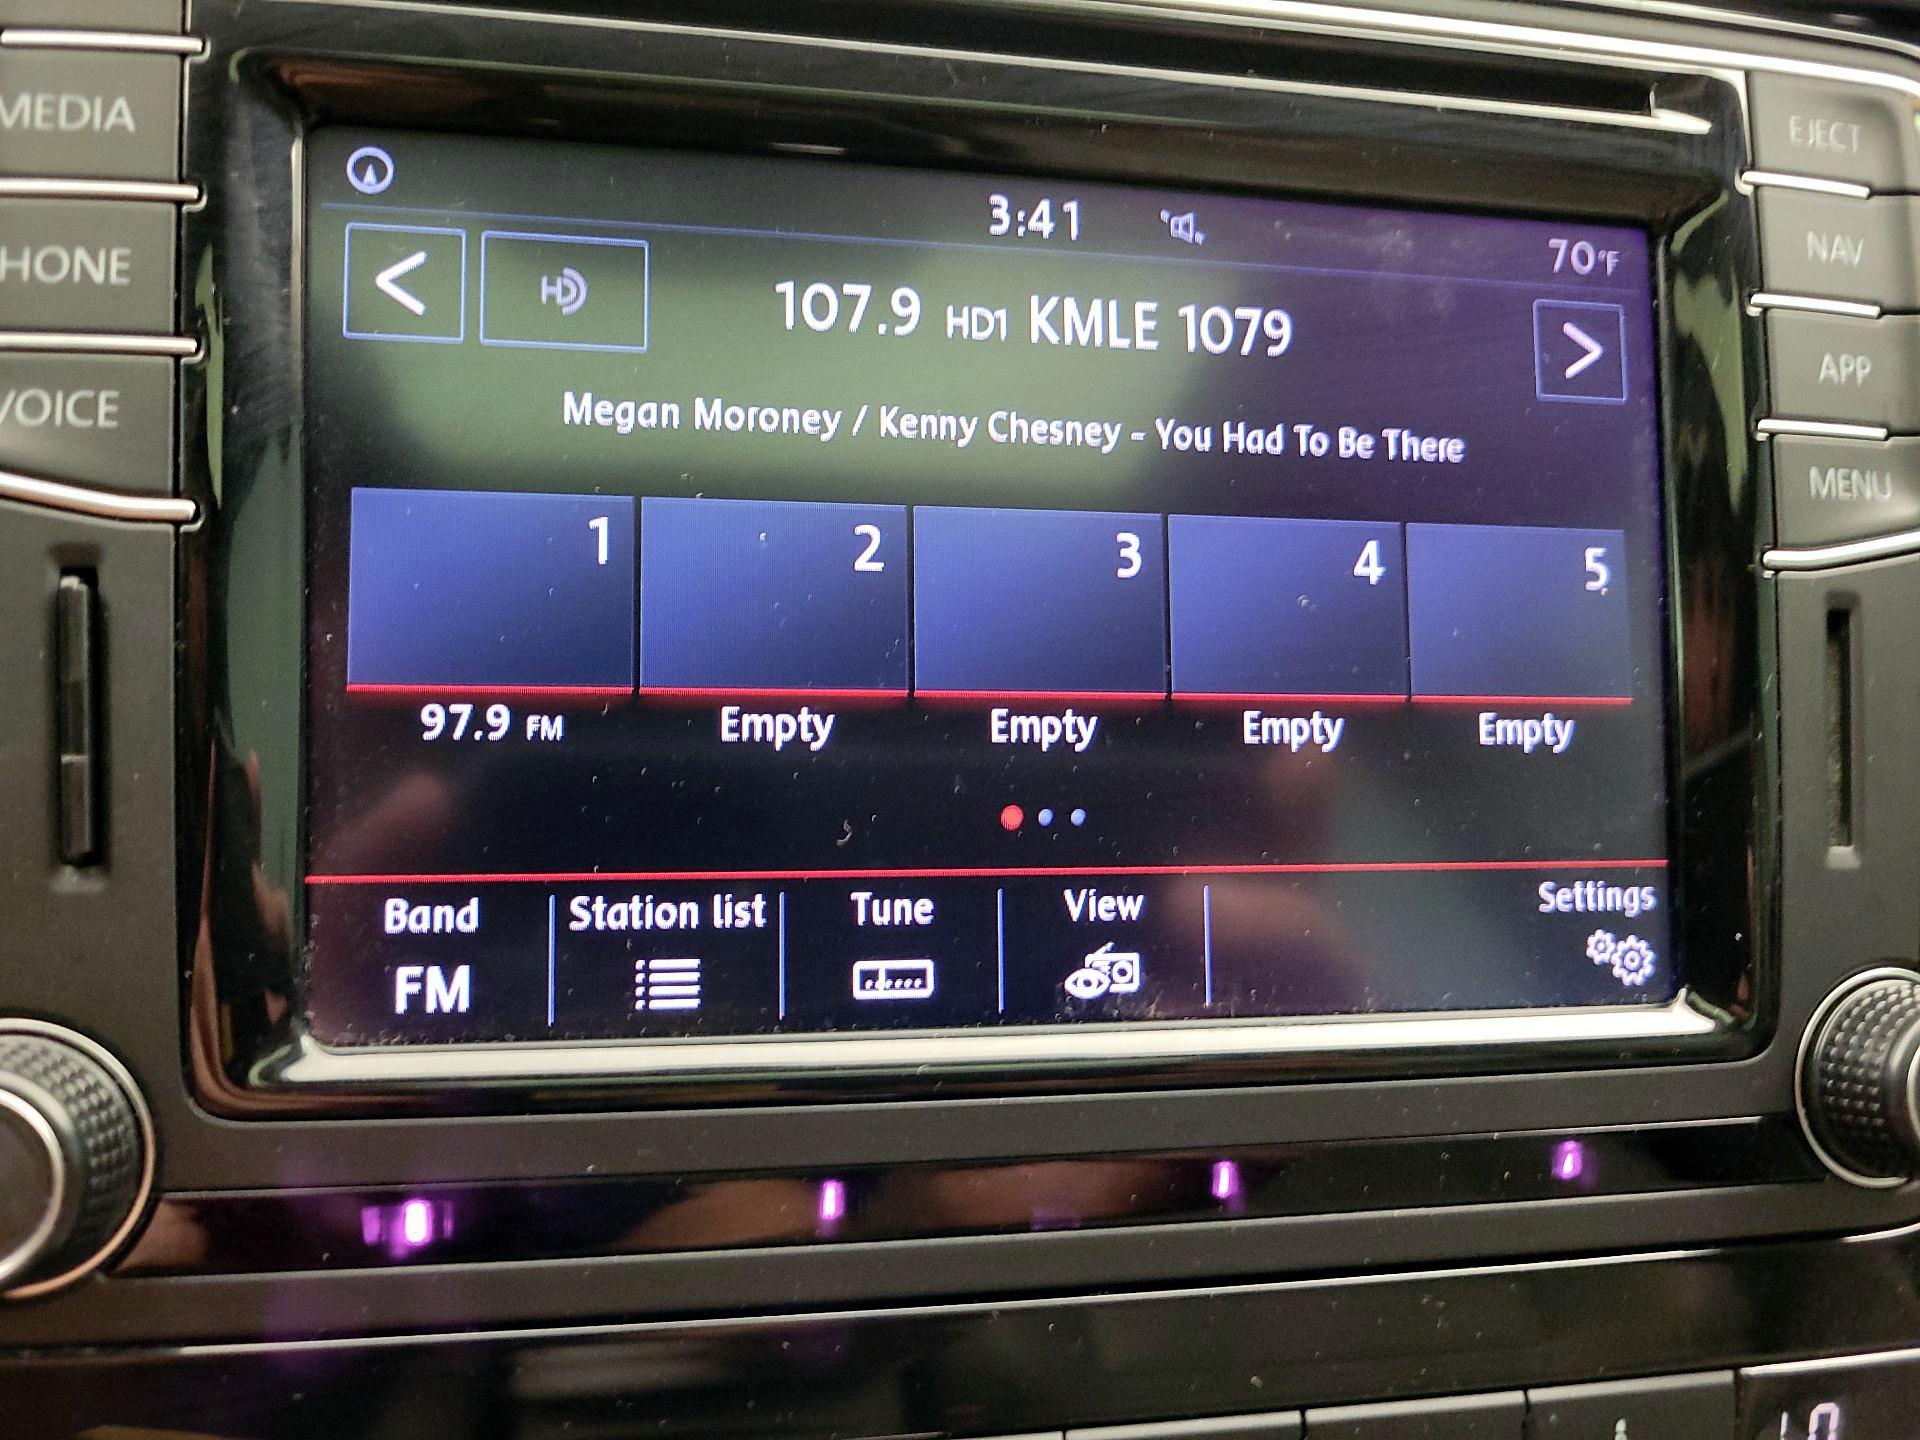 MEDIA
HONE
VOICE
EJECT
NAV
APP
MENU
3:41
70°F
HD
107.9 HD1 KMLE 1079
Megan Moroney / Kenny Chesney - You Had To Be There
1 2 3 4 5
97.9 FM Empty Empty Empty Empty
Band Station list Tune View Settings
FM